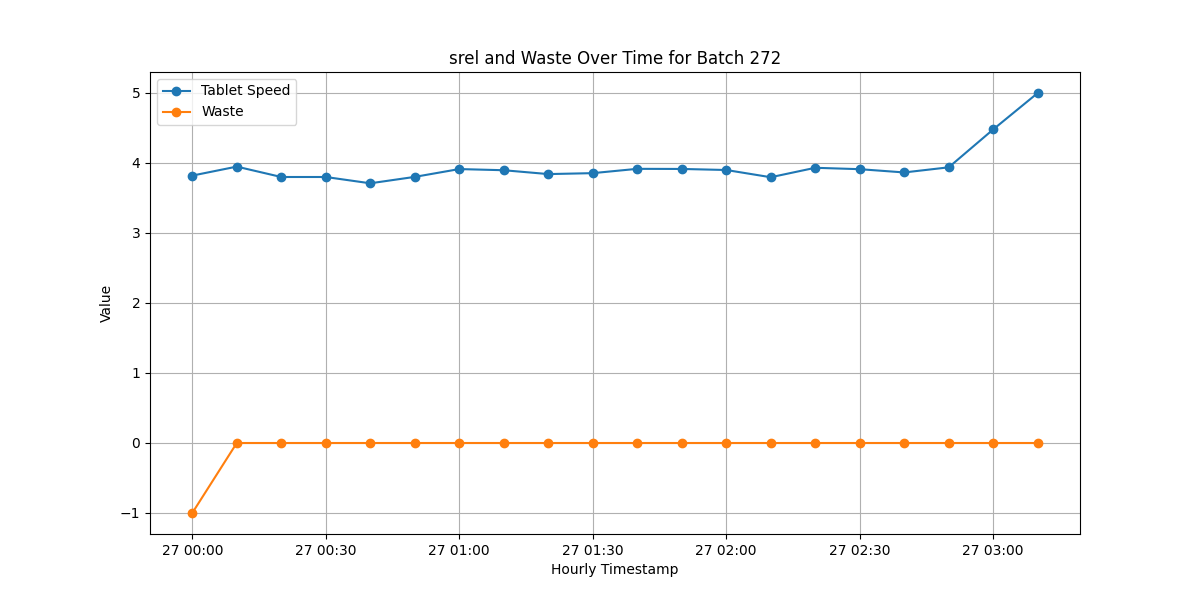 srel and Waste Over Time for Batch 272
Tablet Speed
Waste
Value
5
4
3
2
1
0
−1
27 00:00 27 00:30 27 01:00 27 01:30 27 02:00 27 02:30 27 03:00
Hourly Timestamp